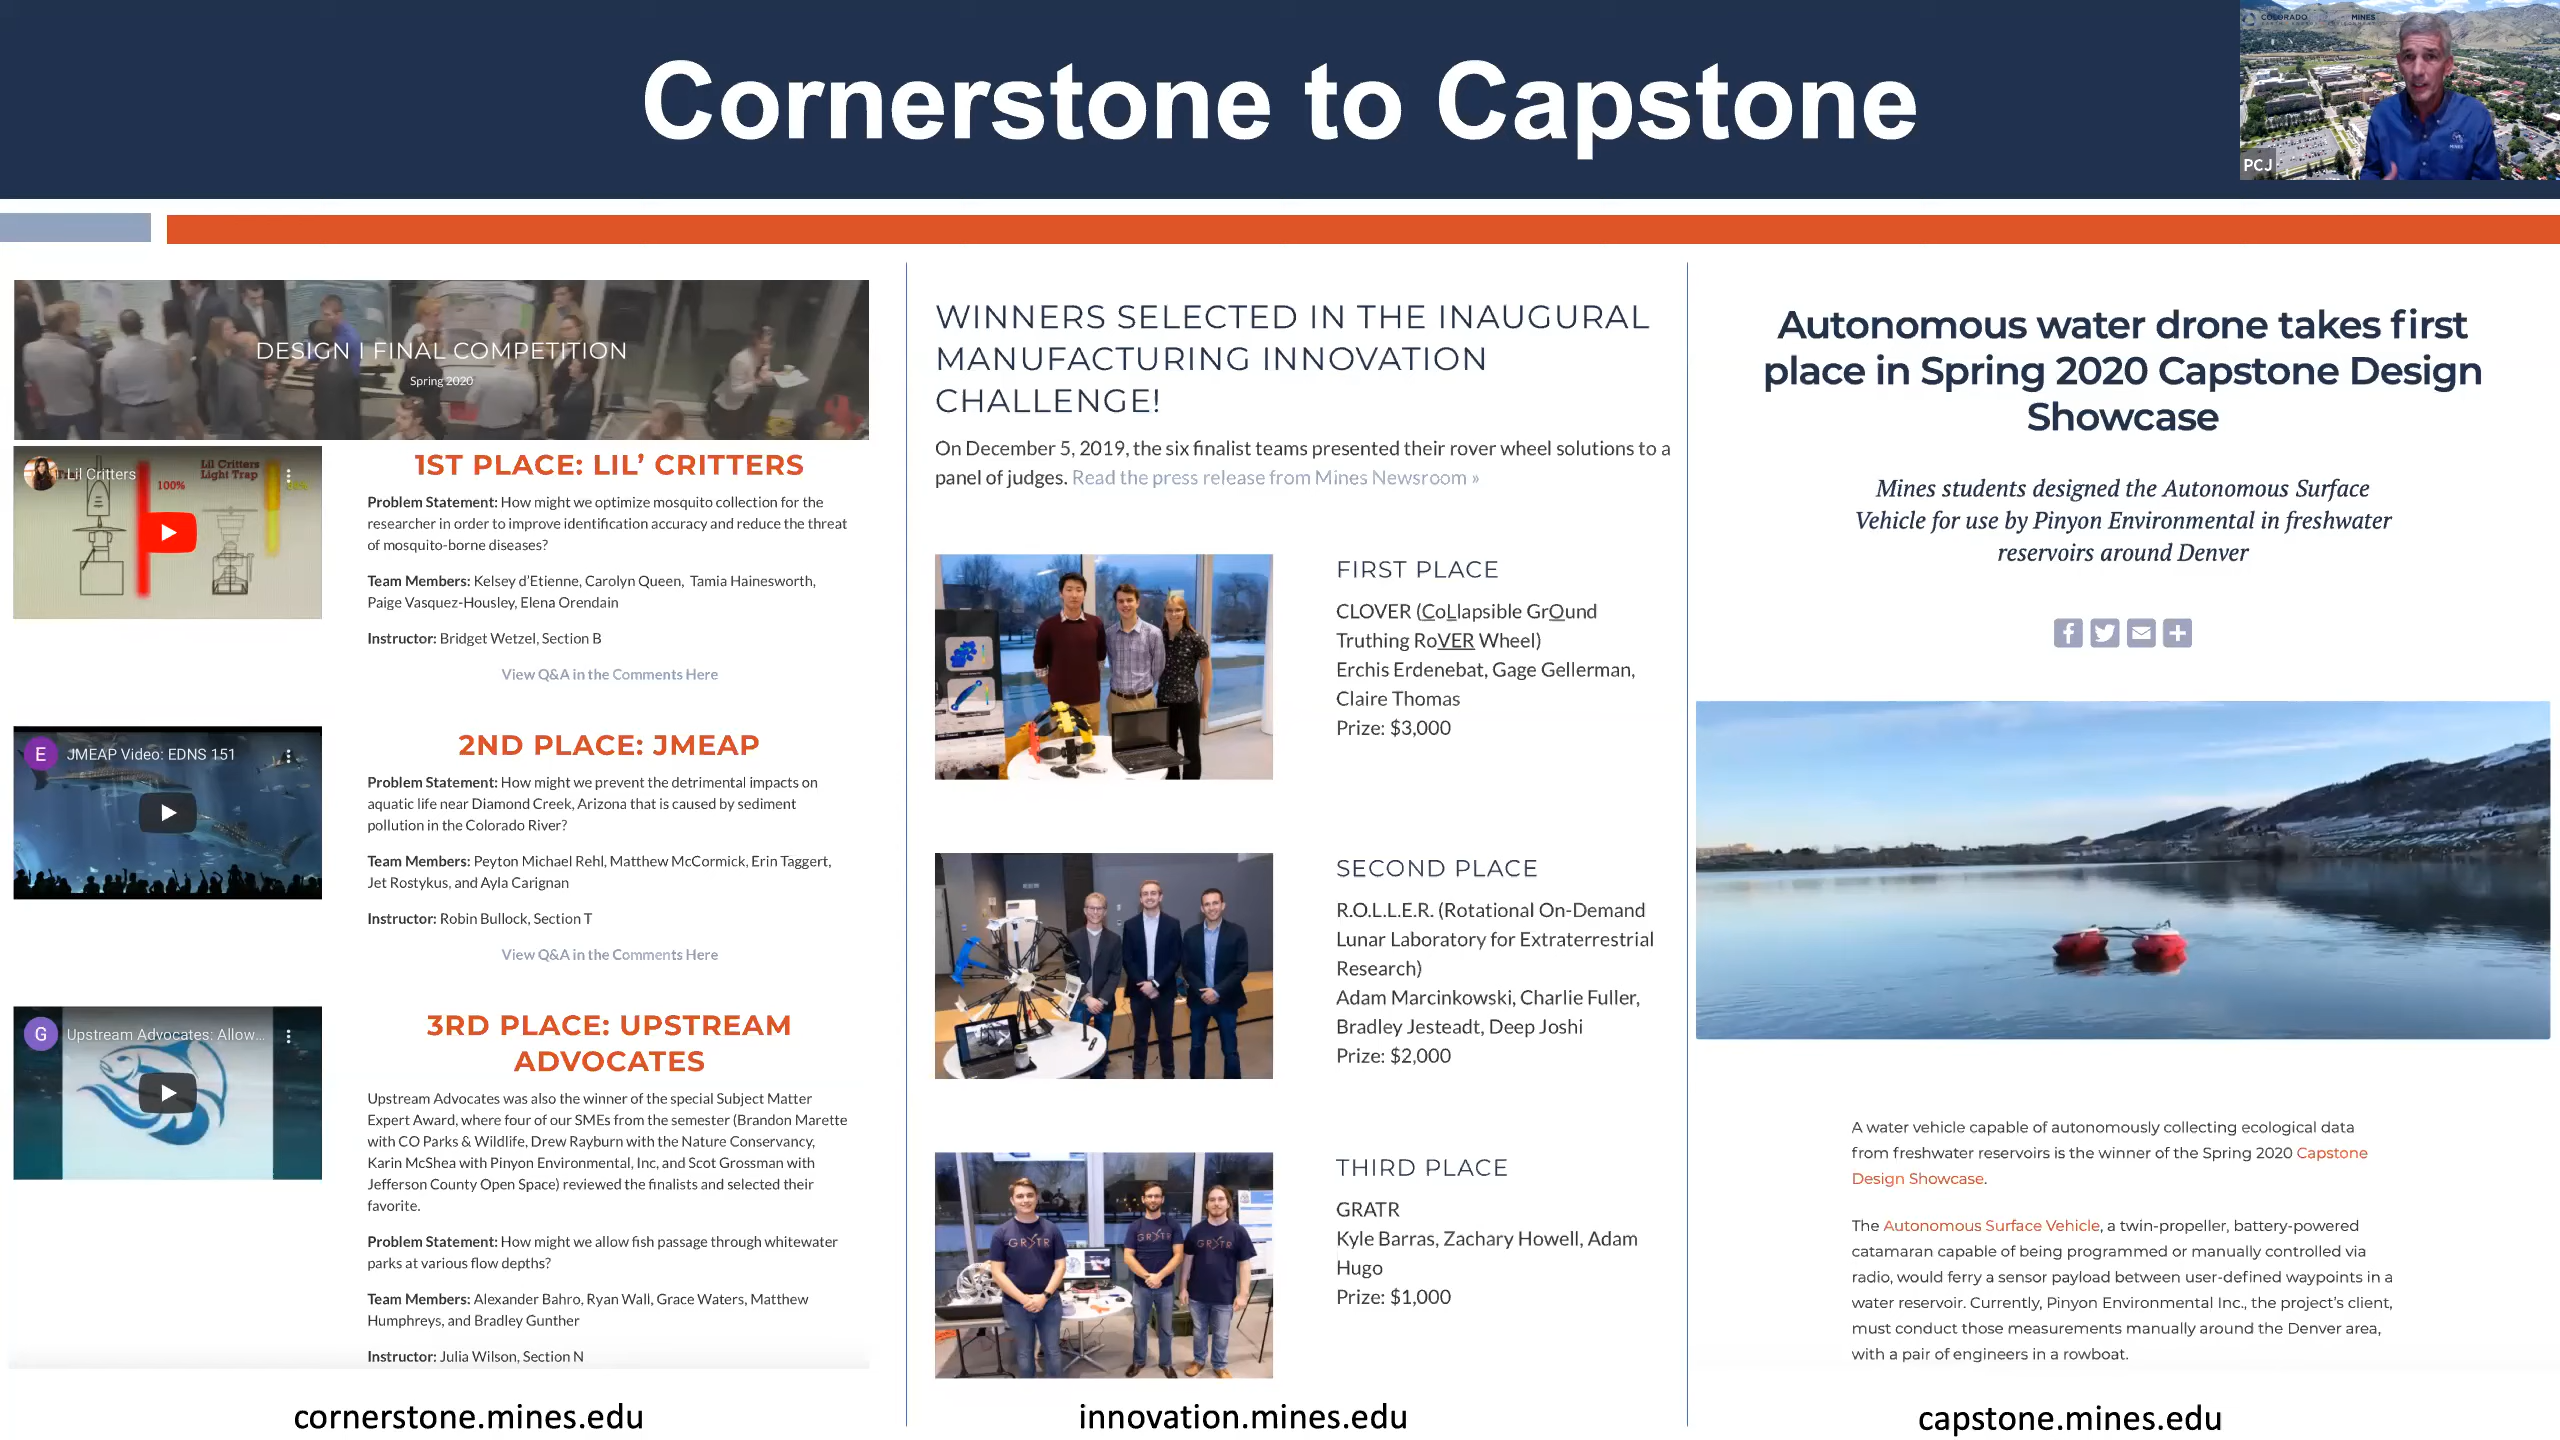 Cornerstone to Capstone
COLORADO
MINES
PCJ
DESIGN I FINAL COMPETITION
Spring 2020
Lil Critters
Lil Critters
Light Trap
100%
1ST PLACE: LIL’ CRITTERS
Problem Statement: How might we optimize mosquito collection for the
researcher in order to improve identification accuracy and reduce the threat
of mosquito-borne diseases?
Team Members: Kelsey d’Etienne, Carolyn Queen, Tamia Hainesworth,
Paige Vasquez-Housley, Elena Orendain
Instructor: Bridget Wetzel, Section B
View Q&A in the Comments Here
E
JMEAP Video: EDNS 151
2ND PLACE: JMEAP
Problem Statement: How might we prevent the detrimental impacts on
aquatic life near Diamond Creek, Arizona that is caused by sediment
pollution in the Colorado River?
Team Members: Peyton Michael Rehl, Matthew McCormick, Erin Taggert,
Jet Rostykus, and Ayla Carignan
Instructor: Robin Bullock, Section T
View Q&A in the Comments Here
G
Upstream Advocates: Allow...
3RD PLACE: UPSTREAM
ADVOCATES
Upstream Advocates was also the winner of the special Subject Matter
Expert Award, where four of our SMEs from the semester (Brandon Marette
with CO Parks & Wildlife, Drew Rayburn with the Nature Conservancy,
Karin McShea with Pinyon Environmental, Inc, and Scot Grossman with
Jefferson County Open Space) reviewed the finalists and selected their
favorite.
Problem Statement: How might we allow fish passage through whitewater
parks at various flow depths?
Team Members: Alexander Bahro, Ryan Wall, Grace Waters, Matthew
Humphreys, and Bradley Gunther
Instructor: Julia Wilson, Section N
cornerstone.mines.edu
WINNERS SELECTED IN THE INAUGURAL
MANUFACTURING INNOVATION
CHALLENGE!
On December 5, 2019, the six finalist teams presented their rover wheel solutions to a
panel of judges. Read the press release from Mines Newsroom »
FIRST PLACE
CLOVER (CoLlapsible GrOund
Truthing RoVER Wheel)
Erchis Erdenebat, Gage Gellerman,
Claire Thomas
Prize: $3,000
SECOND PLACE
R.O.L.L.E.R. (Rotational On-Demand
Lunar Laboratory for Extraterrestrial
Research)
Adam Marcinkowski, Charlie Fuller,
Bradley Jesteadt, Deep Joshi
Prize: $2,000
THIRD PLACE
GRATR
Kyle Barras, Zachary Howell, Adam
Hugo
Prize: $1,000
innovation.mines.edu
Autonomous water drone takes first
place in Spring 2020 Capstone Design
Showcase
Mines students designed the Autonomous Surface
Vehicle for use by Pinyon Environmental in freshwater
reservoirs around Denver
A water vehicle capable of autonomously collecting ecological data
from freshwater reservoirs is the winner of the Spring 2020 Capstone
Design Showcase.
The Autonomous Surface Vehicle, a twin-propeller, battery-powered
catamaran capable of being programmed or manually controlled via
radio, would ferry a sensor payload between user-defined waypoints in a
water reservoir. Currently, Pinyon Environmental Inc., the project’s client,
must conduct those measurements manually around the Denver area,
with a pair of engineers in a rowboat.
capstone.mines.edu